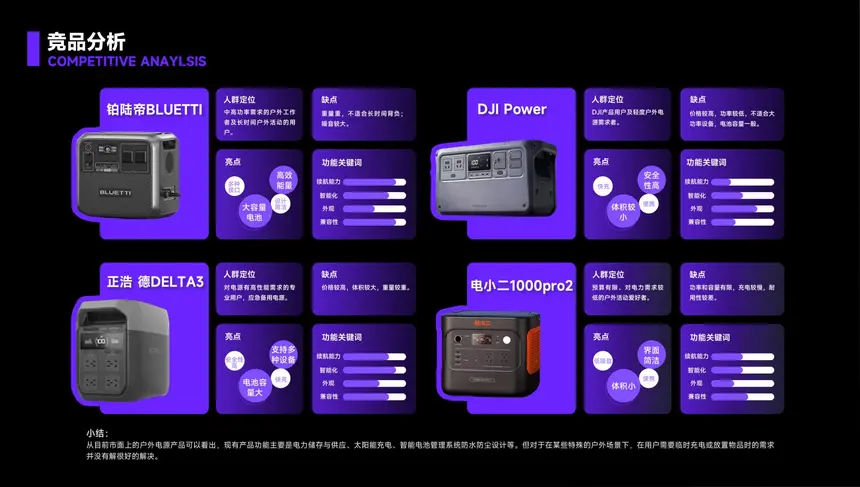 竞品分析
COMPETITIVE ANAYLSIS
铂陆帝BLUETTI
BLUETTI
人群定位
中高功率需求的户外工作
者及长时间户外活动的用
户。
缺点
重量重，不适合长时间背负；
噪音较大。
亮点
多种
接口
高效
能量
大容量
电池
设计
简洁
功能关键词
续航能力
智能化
外观
兼容性
DJI Power
人群定位
DJI产品用户及轻度户外电
源需求者。
缺点
价格较高，功率较低，不适合大
功率设备，电池容量一般。
亮点
快充
安全
性高
体积较
小
便携
功能关键词
续航能力
智能化
外观
兼容性
正浩 德DELTA3
人群定位
对电源有高性能需求的专
业用户，应急备用电源。
缺点
价格较高，体积较大，重量较重。
亮点
安全性
高
支持多
种设备
电池容
量大
快充
功能关键词
续航能力
智能化
外观
兼容性
电小二1000pro2
电小二
人群定位
预算有限、对电力需求较
低的户外活动爱好者。
缺点
功率和容量有限，充电较慢，耐
用性较差。
亮点
低噪音
界面
简洁
体积小
便携
功能关键词
续航能力
智能化
外观
兼容性
小结：
从目前市面上的户外电源产品可以看出，现有产品功能主要是电力储存与供应、太阳能充电、智能电池管理系统防水防尘设计等。但对于在某些特殊的户外场景下，在用户需要临时充电或放置物品时的需求
并没有解很好的解决。